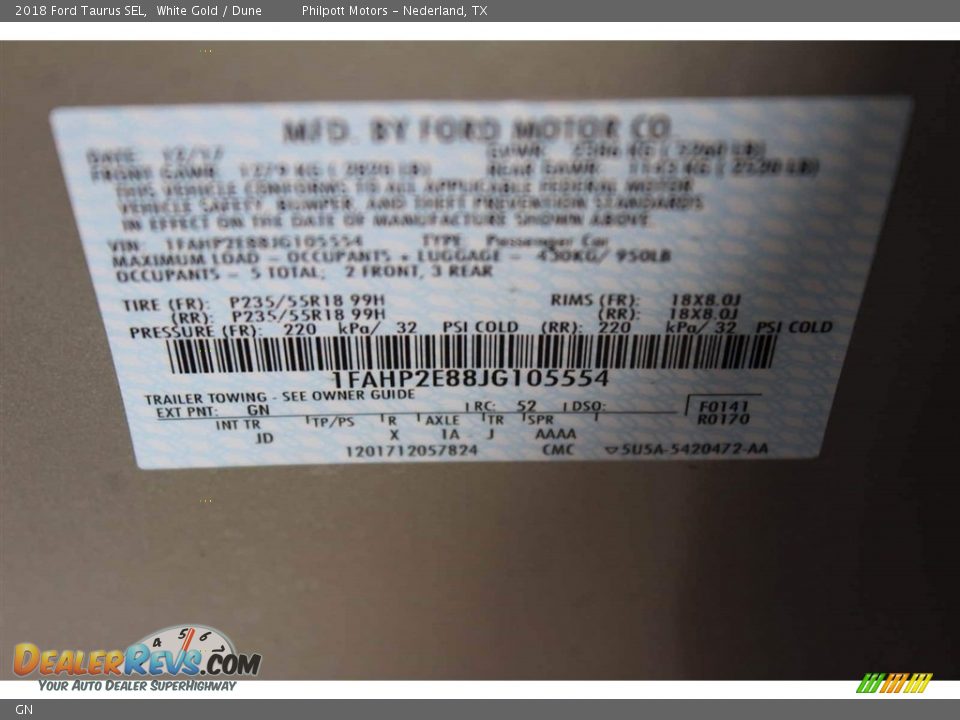 2018 Ford Taurus SEL, White Gold / Dune Philpott Motors – Nederland, TX
MFD. BY FORD MOTOR CO
DATE: 12/17 GVWR:
FRONT GAWR: REAR GAWR:
THIS VEHICLE CONFORMS TO ALL APPLICABLE FEDERAL MOTOR
VEHICLE SAFETY, BUMPER, AND THEFT PREVENTION STANDARDS
IN EFFECT ON THE DATE OF MANUFACTURE SHOWN ABOVE
VIN: 1FAHP2E88JG105554 TYPE: Passenger Car
MAXIMUM LOAD – OCCUPANTS + LUGGAGE – 430KG/ 950LB
OCCUPANTS – 5 TOTAL; 2 FRONT, 3 REAR
TIRE (FR): P235/55R18 99H RIMS (FR): 18X8.0J
(RR): P235/55R18 99H (RR): 18X8.0J
PRESSURE (FR): 220 kPa/ 32 PSI COLD (RR): 220 kPa/ 32 PSI COLD
1FAHP2E88JG105554
TRAILER TOWING - SEE OWNER GUIDE
EXT PNT: GN RC: 52 DSO: F0141
R0170
INT TR TP/PS R AXLE TR SPR
JD X 1A J AAAA
1201712057824 CMC 5U5A-5420472-AA
4 5 6
DealerRevs.com
Your Auto Dealer SuperHighway
GN